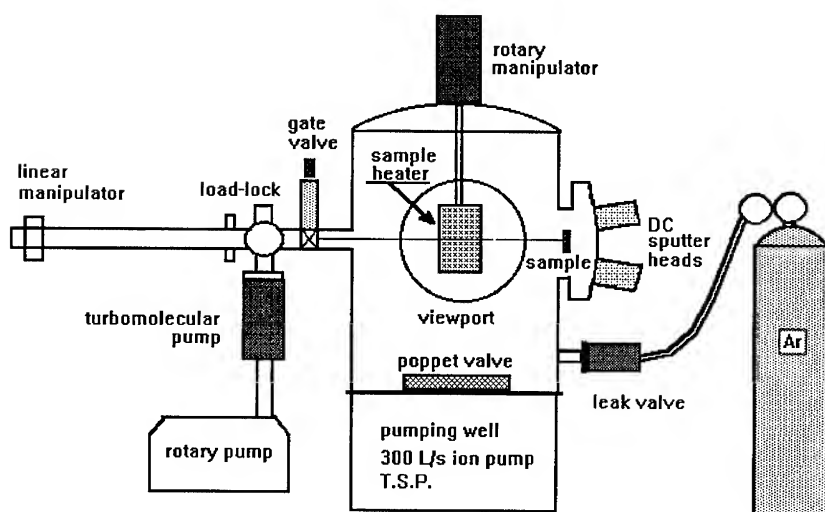 rotary
manipulator
gate
valve
linear
manipulator
load-lock
sample
heater
DC
sputter
heads
sample
viewport
turbomolecular
pump
poppet valve
Ar
leak valve
rotary pump
pumping well
300 L/s ion pump
T.S.P.